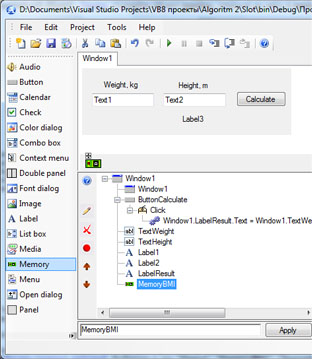 D:\Documents\Visual Studio Projects\VB8 проекты\Algoritm 2\Slot\bin\Debug\Про
File Edit Project Tools Help
Audio
Button
Calendar
Check
Color dialog
Combo box
Context menu
Double panel
Font dialog
Image
Label
List box
Media
Memory
Menu
Open dialog
Panel
Window1
Weight, kg Height, m
Text1 Text2 Calculate
Label3
Window1
Window1
ButtonCalculate
Click
Window1.LabelResult.Text = Window1.TextWe
TextWeight
TextHeight
Label1
Label2
LabelResult
MemoryBMI
MemoryBMI Apply